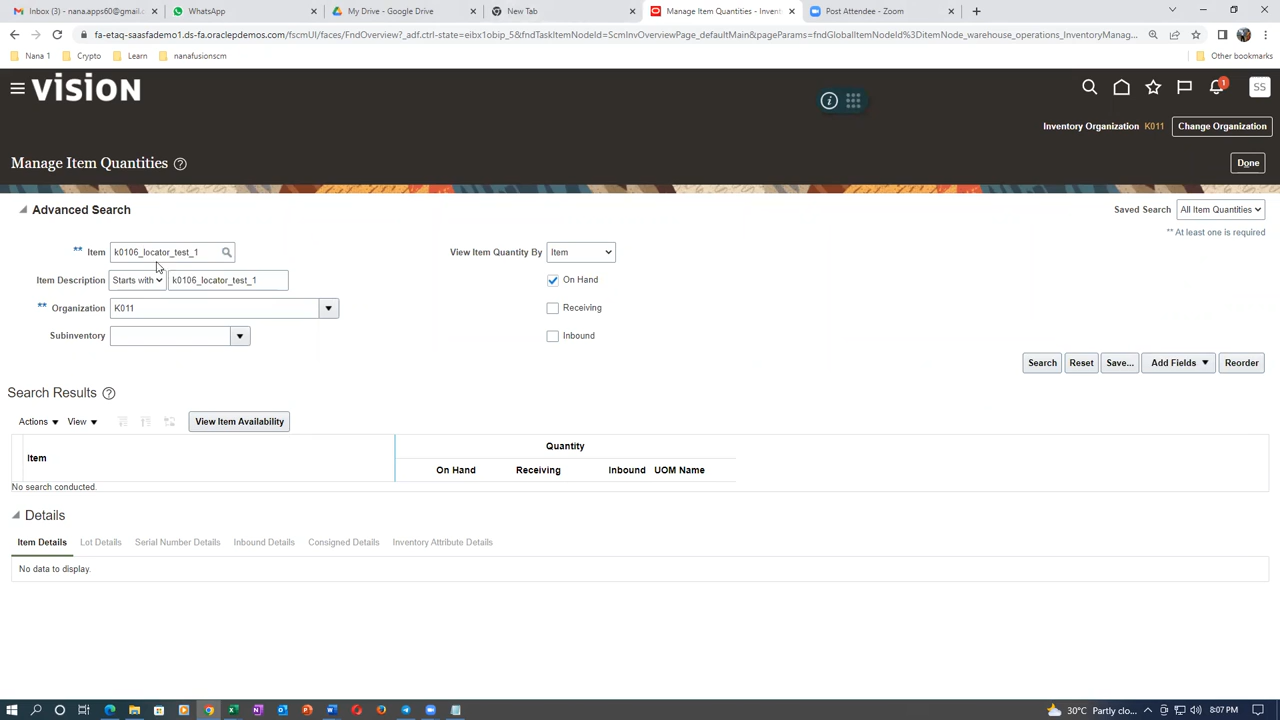 Inbox (3) - nana.apps60@gmail.c
WhatsApp
My Drive - Google Drive
New Tab
Manage Item Quantities - Invent
Post Attendee - Zoom
fa-etaq-saasfademo1.ds-fa.oraclepdemos.com/fscmUI/faces/FndOverview?_adf.ctrl-state=eibx1obip_5&fndTaskItemNodeId=ScmInvOverviewPage_defaultMain&pageParams=fndGlobalItemNodeId%3DitemNode_warehouse_operations_InventoryManag...
Nana 1
Crypto
Learn
nanafusionscm
Other bookmarks
VISION
1
SS
Inventory Organization K011
Change Organization
Manage Item Quantities
Done
Advanced Search
Saved Search All Item Quantities
** At least one is required
** Item k0106_locator_test_1
View Item Quantity By Item
Item Description Starts with k0106_locator_test_1
On Hand
** Organization K011
Receiving
Subinventory
Inbound
Search Reset Save... Add Fields Reorder
Search Results
Actions View View Item Availability
Item
Quantity
On Hand Receiving Inbound UOM Name
No search conducted.
Details
Item Details Lot Details Serial Number Details Inbound Details Consigned Details Inventory Attribute Details
No data to display.
30°C Partly clo... 8:07 PM